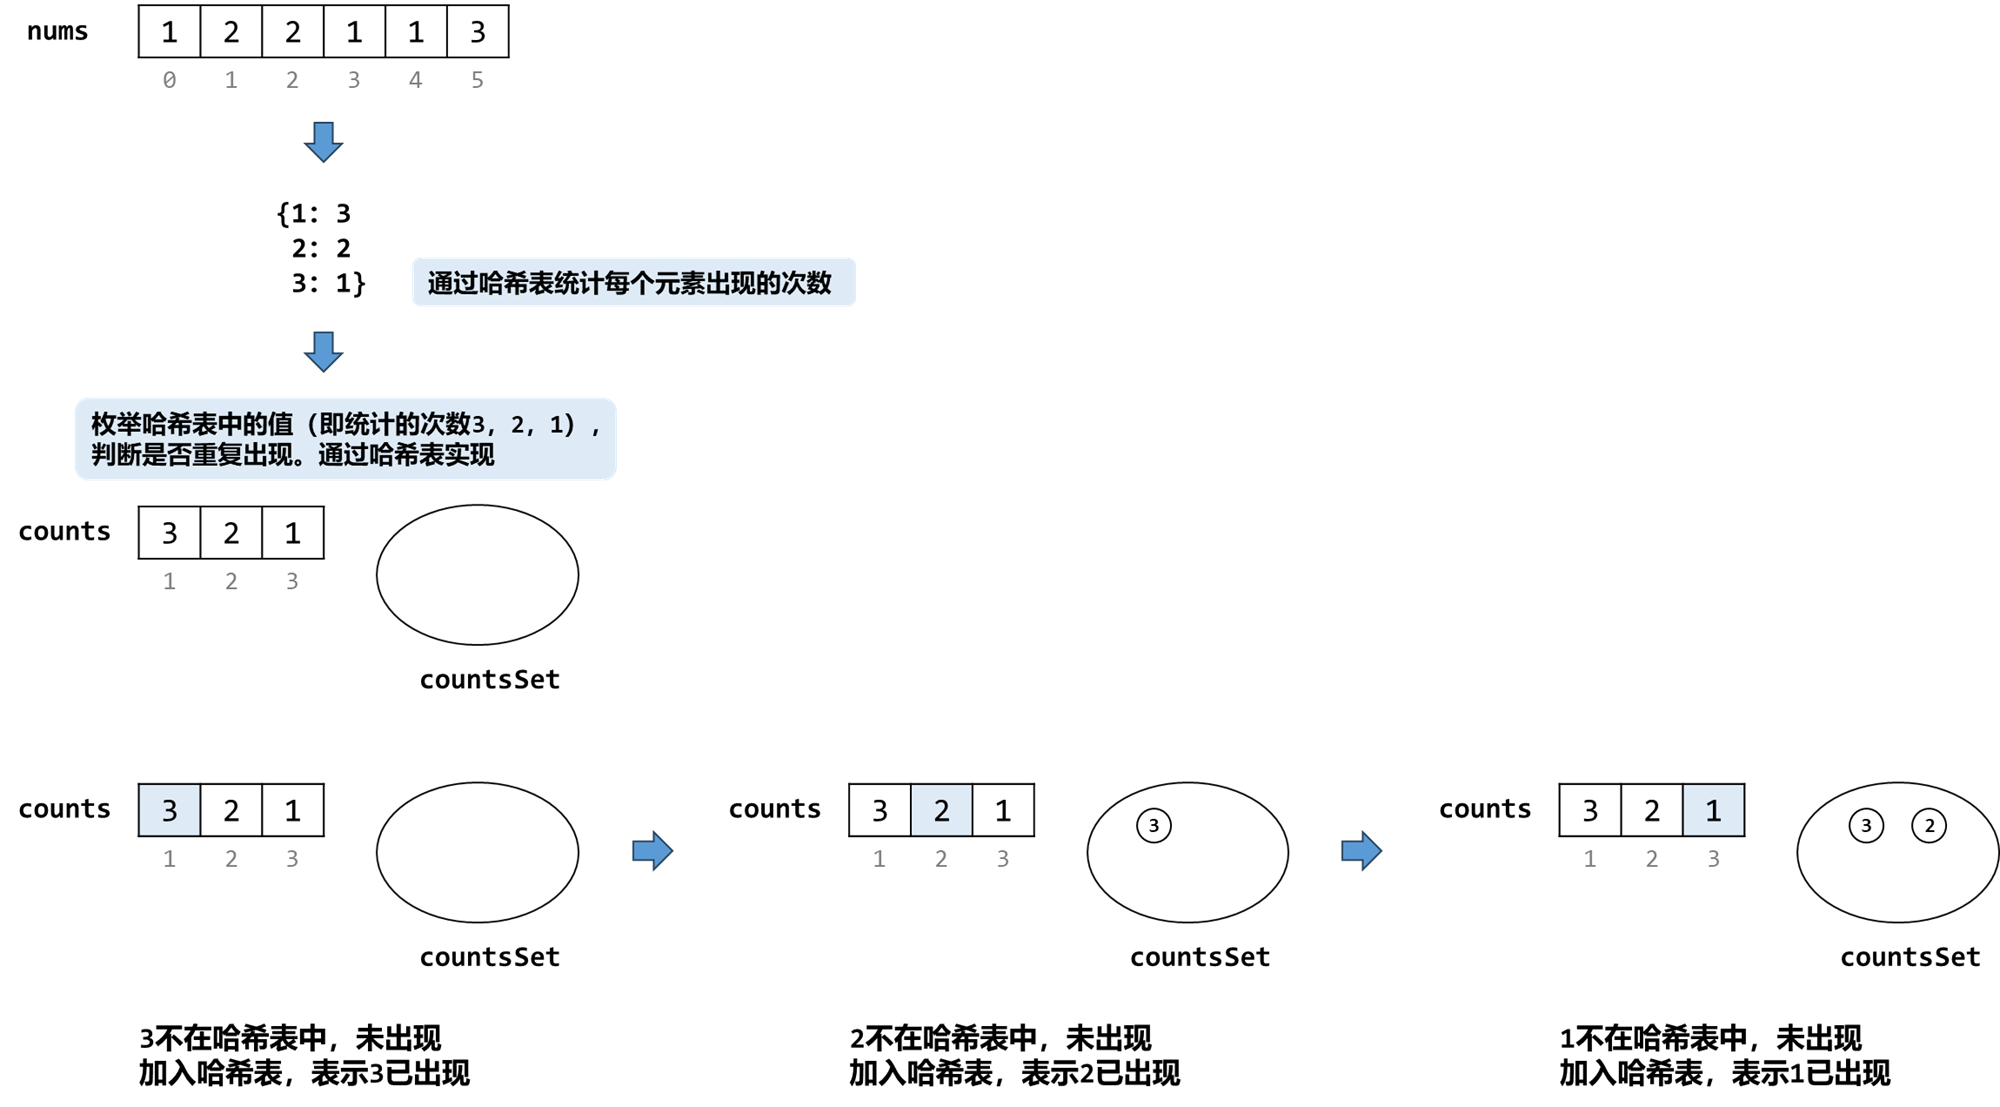 nums 1 2 2 1 1 3
0 1 2 3 4 5
{1: 3
2: 2
3: 1}
通过哈希表统计每个元素出现的次数
枚举哈希表中的值（即统计的次数3，2，1），
判断是否重复出现。通过哈希表实现
counts 3 2 1
1 2 3
countsSet
counts 3 2 1
1 2 3
countsSet
3不在哈希表中，未出现
加入哈希表，表示3已出现
counts 3 2 1
3
1 2 3
countsSet
2不在哈希表中，未出现
加入哈希表，表示2已出现
counts 3 2 1
3 2
1 2 3
countsSet
1不在哈希表中，未出现
加入哈希表，表示1已出现